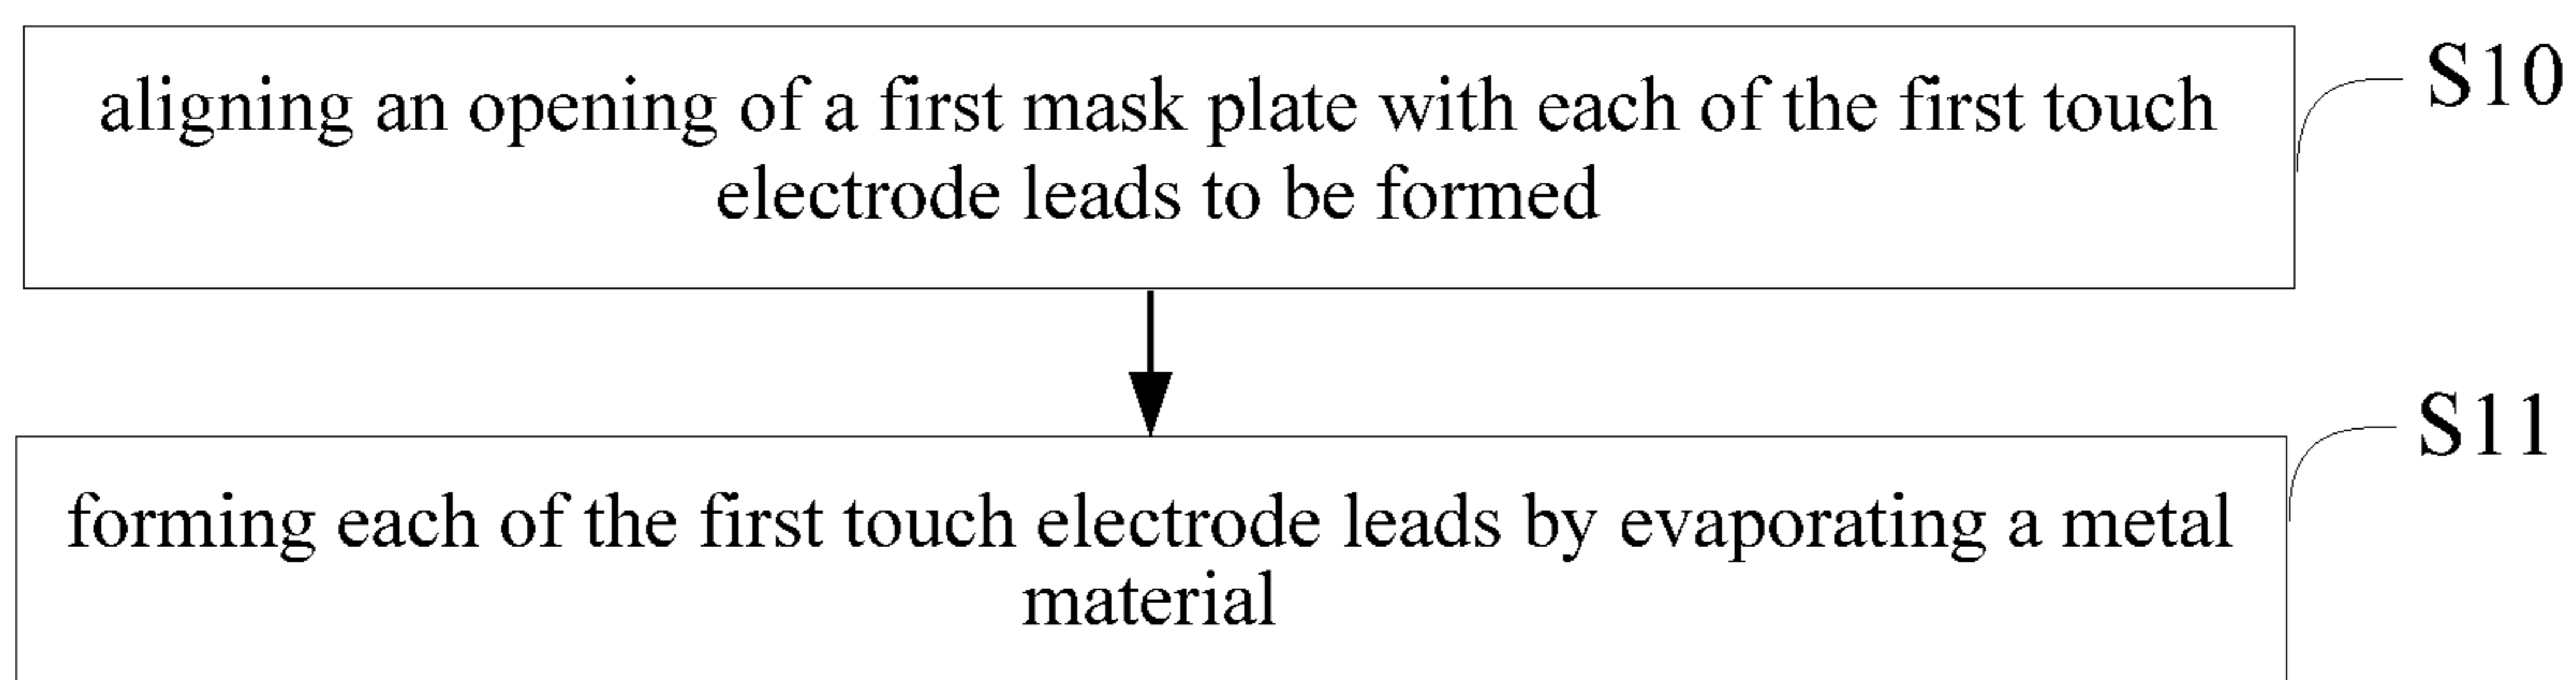 aligning an opening of a first mask plate with each of the first touch
electrode leads to be formed
S10
forming each of the first touch electrode leads by evaporating a metal
material
S11